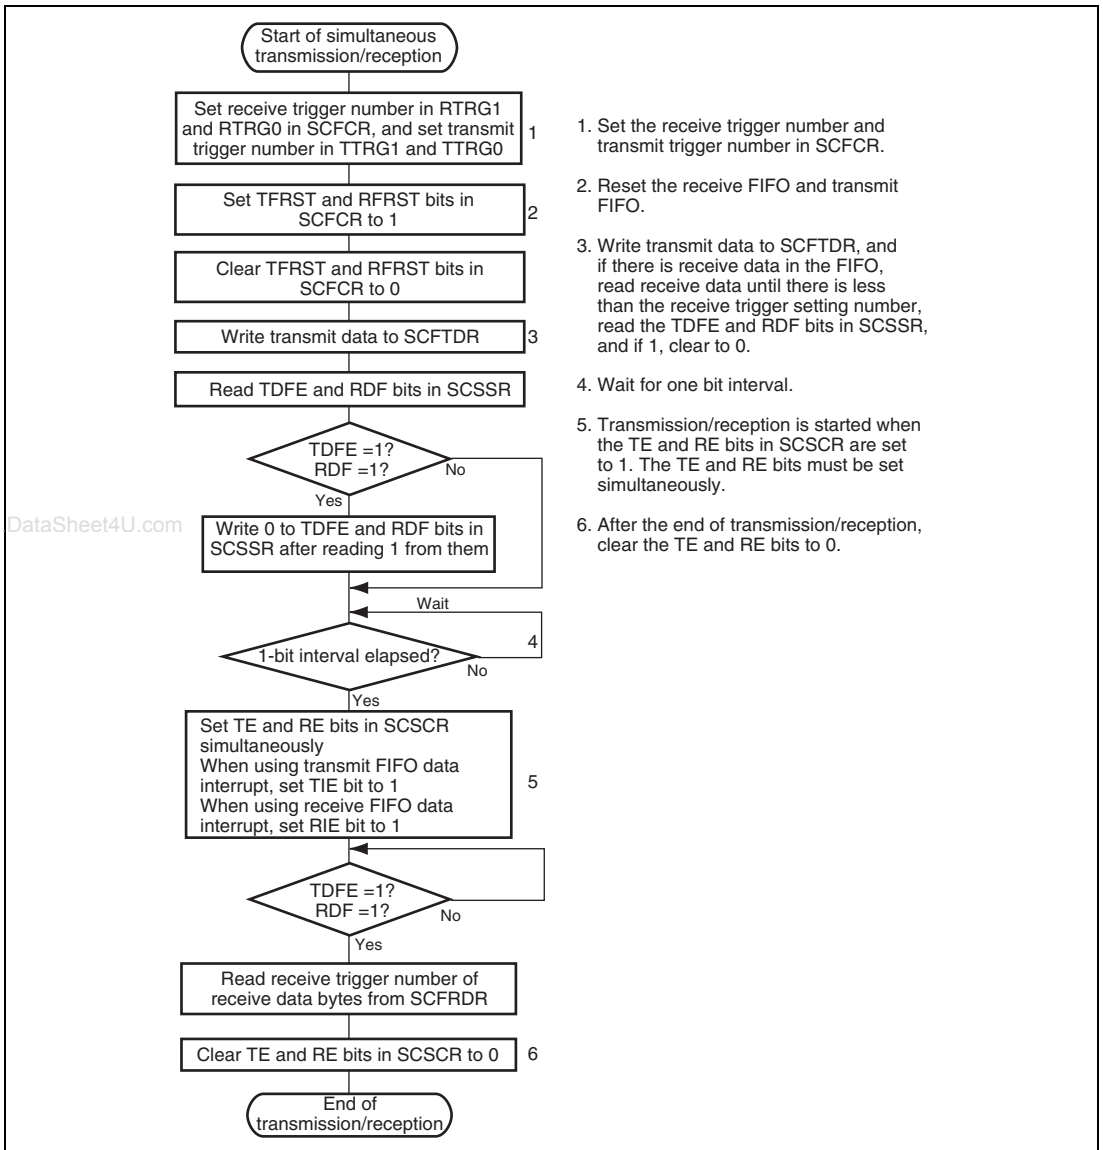 Start of simultaneous
transmission/reception
Set receive trigger number in RTRG1
and RTRG0 in SCFCR, and set transmit
trigger number in TTRG1 and TTRG0
1
Set TFRST and RFRST bits in
SCFCR to 1
2
Clear TFRST and RFRST bits in
SCFCR to 0
Write transmit data to SCFTDR
3
Read TDFE and RDF bits in SCSSR
TDFE =1?
RDF =1?
No
Yes
Write 0 to TDFE and RDF bits in
SCSSR after reading 1 from them
Wait
1-bit interval elapsed?
4
No
Yes
Set TE and RE bits in SCSCR
simultaneously
When using transmit FIFO data
interrupt, set TIE bit to 1
When using receive FIFO data
interrupt, set RIE bit to 1
5
TDFE =1?
RDF =1?
No
Yes
Read receive trigger number of
receive data bytes from SCFRDR
Clear TE and RE bits in SCSCR to 0
6
End of
transmission/reception
1. Set the receive trigger number and
transmit trigger number in SCFCR.
2. Reset the receive FIFO and transmit
FIFO.
3. Write transmit data to SCFTDR, and
if there is receive data in the FIFO,
read receive data until there is less
than the receive trigger setting number,
read the TDFE and RDF bits in SCSSR,
and if 1, clear to 0.
4. Wait for one bit interval.
5. Transmission/reception is started when
the TE and RE bits in SCSCR are set
to 1. The TE and RE bits must be set
simultaneously.
6. After the end of transmission/reception,
clear the TE and RE bits to 0.
DataSheet4U.com